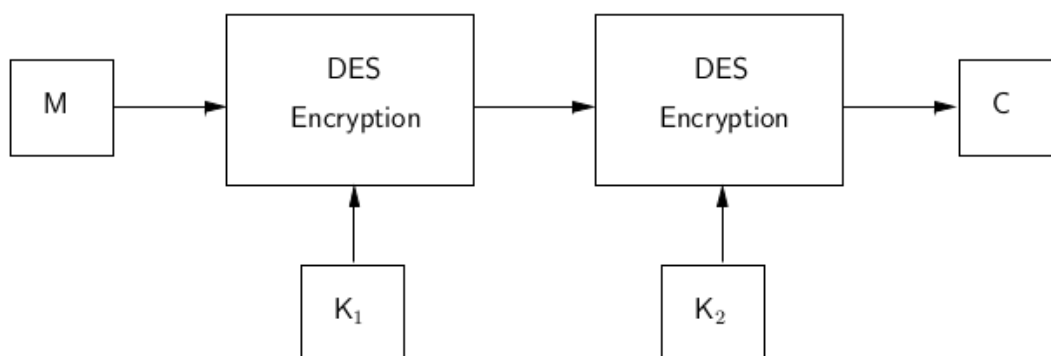 M
DES
Encryption
DES
Encryption
C
K₁
K₂